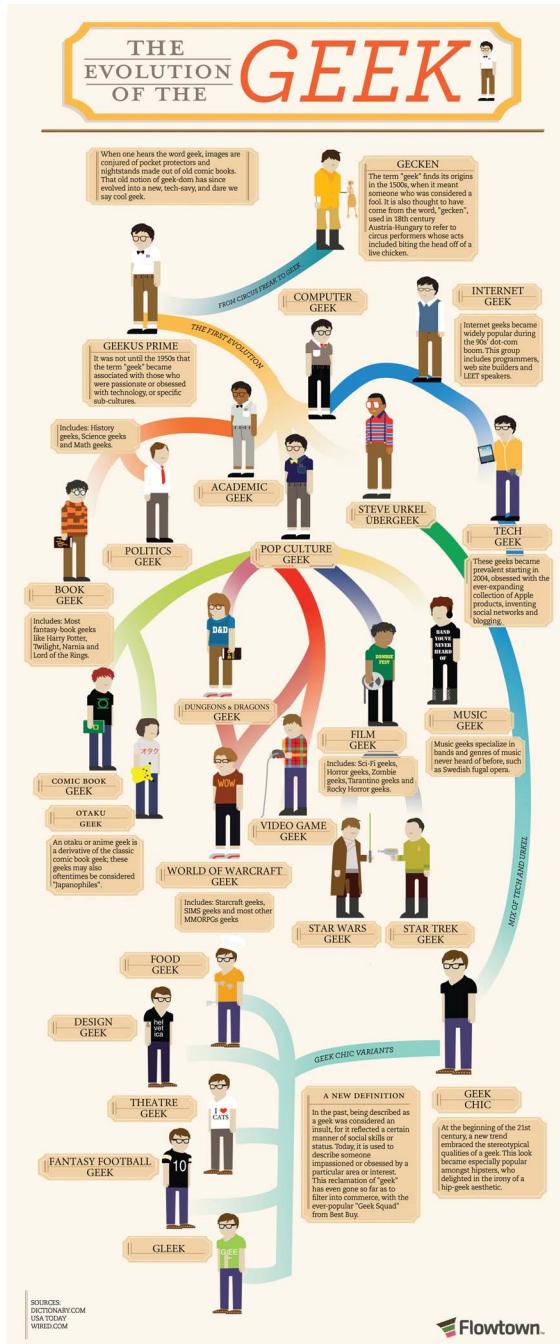 THE
EVOLUTION
OF THE
GEEK
When one hears the word geek, images are
conjured of pocket protectors and
nightstands made out of old comic books.
That old notion of geek-dom has since
evolved into a new, tech-savy, and dare we
say cool geek.
GECKEN
The term "geek" finds its origins
in the 1500s, when it meant
someone who was considered a
fool. It is also thought to have
come from the word, "gecken",
used in 18th century
Austria-Hungary to refer to
circus performers whose acts
included biting the head off of a
live chicken.
FROM CIRCUS FREAK TO GEEK
GEEKUS PRIME
It was not until the 1950s that
the term "geek" became
associated with those who
were passionate or obsessed
with technology, or specific
sub-cultures.
THE FIRST EVOLUTION
COMPUTER
GEEK
INTERNET
GEEK
Internet geeks became
widely popular during
the 90s' dot-com
boom. This group
includes programmers,
web site builders and
LEET speakers.
Includes: History
geeks, Science geeks
and Math geeks.
ACADEMIC
GEEK
POLITICS
GEEK
BOOK
GEEK
Includes: Most
fantasy-book geeks
like Harry Potter,
Twilight, Narnia and
Lord of the Rings.
POP CULTURE
GEEK
STEVE URKEL
ÜBERGEEK
TECH
GEEK
These geeks became
prevalent starting in
2004, obsessed with the
ever-expanding
collection of Apple
products, inventing
social networks and
blogging.
D&D
DUNGEONS & DRAGONS
GEEK
ZOMBIE
FEST
FILM
GEEK
Includes: Sci-Fi geeks,
Horror geeks, Zombie
geeks, Tarantino geeks and
Rocky Horror geeks.
BAND
YOU'VE
NEVER
HEARD
OF
MUSIC
GEEK
Music geeks specialize in
bands and genres of music
never heard of before, such
as Swedish fugal opera.
COMIC BOOK
GEEK
オタク
OTAKU
GEEK
An otaku or anime geek is
a derivative of the classic
comic book geek; these
geeks may also
oftentimes be considered
"Japanophiles".
WOW
WORLD OF WARCRAFT
GEEK
Includes: Starcraft geeks,
SIMS geeks and most other
MMORPGs geeks
VIDEO GAME
GEEK
STAR WARS
GEEK
STAR TREK
GEEK
MIX OF TECH AND URKEL
FOOD
GEEK
DESIGN
GEEK
hel
vet
ica
THEATRE
GEEK
I ♥
CATS
FANTASY FOOTBALL
GEEK
10
GLEEK
GEEK CHIC VARIANTS
A NEW DEFINITION
In the past, being described as
a geek was considered an
insult, for it reflected a certain
manner of social skills or
status. Today, it is used to
describe someone
impassioned or obsessed by a
particular area or interest.
This reclamation of "geek"
has even gone so far as to
filter into commerce, with the
ever-popular "Geek Squad"
from Best Buy.
GEEK
CHIC
At the beginning of the 21st
century, a new trend
embraced the stereotypical
qualities of a geek. This look
became especially popular
amongst hipsters, who
delighted in the irony of a
hip-geek aesthetic.
SOURCES:
DICTIONARY.COM
USA TODAY
WIRED.COM
Flowtown